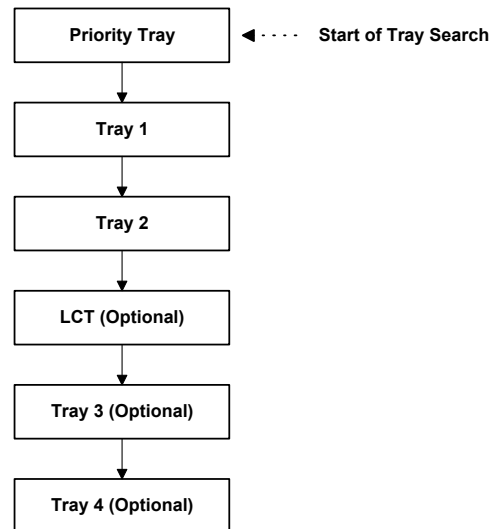 Priority Tray
Start of Tray Search
Tray 1
Tray 2
LCT (Optional)
Tray 3 (Optional)
Tray 4 (Optional)